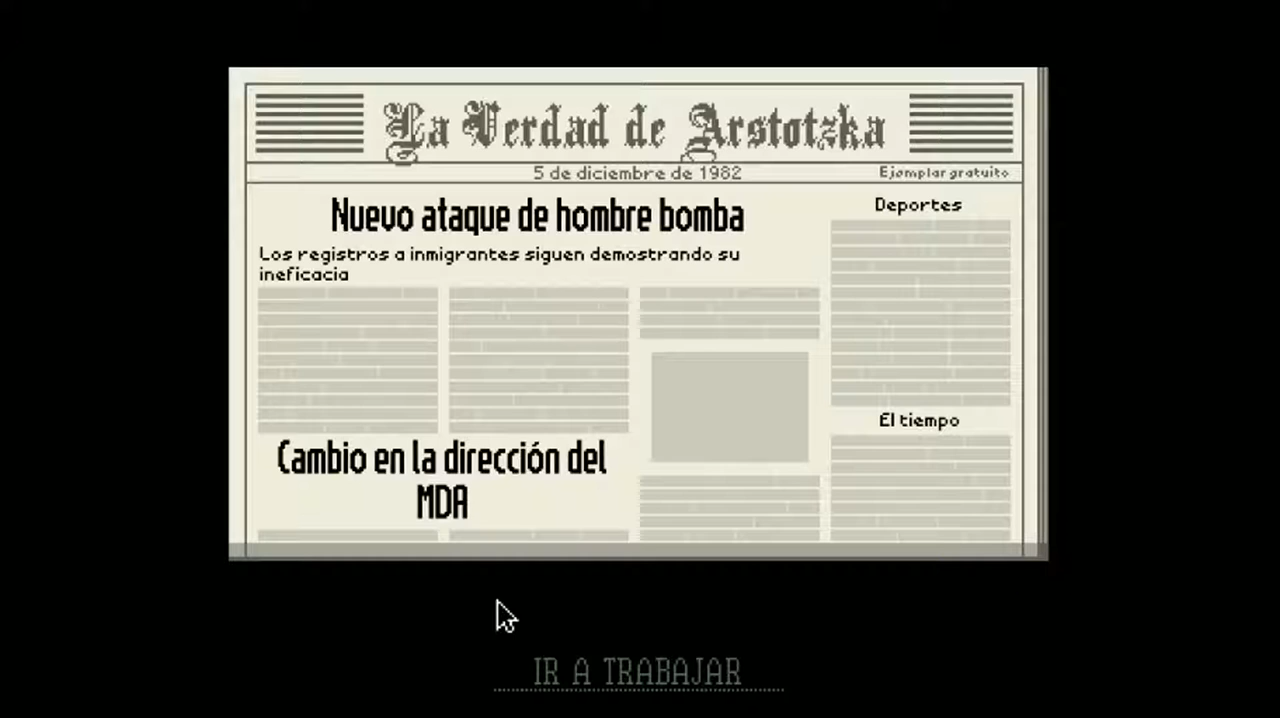 La Verdad de Arstotzka
5 de diciembre de 1982
Ejemplar gratuito
Nuevo ataque de hombre bomba
Los registros a inmigrantes siguen demostrando su
ineficacia
Deportes
El tiempo
Cambio en la dirección del
MDA
IR A TRABAJAR